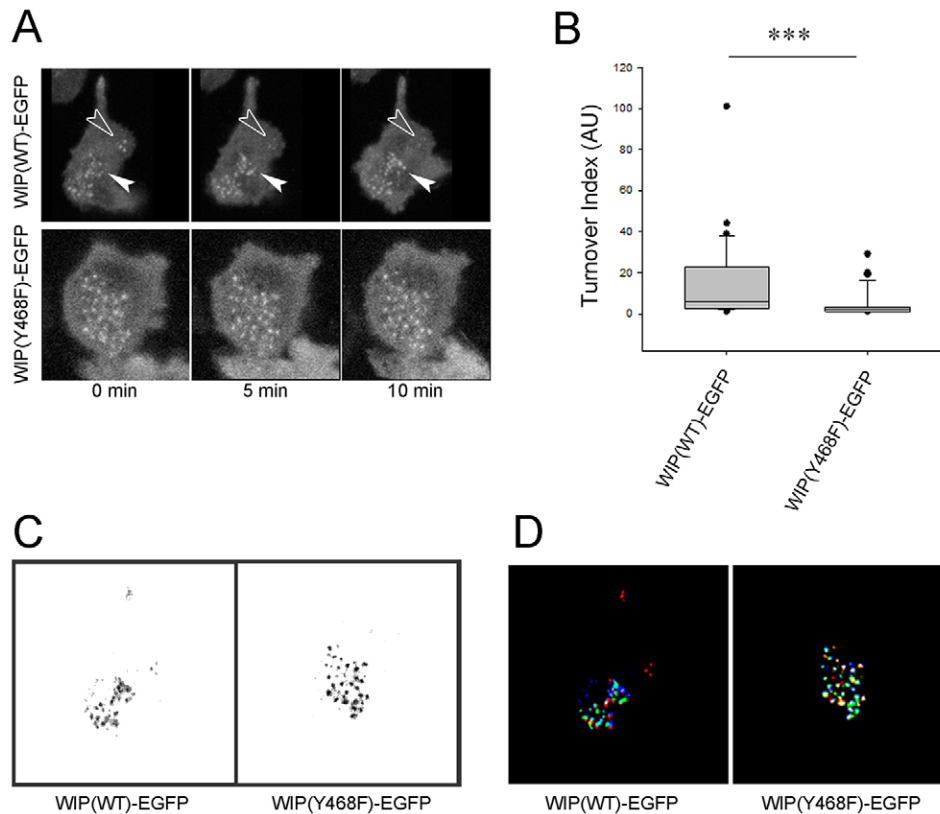 A
WIP(WT)-EGFP
WIP(Y468F)-EGFP
0 min
5 min
10 min
B
***
Turnover Index (AU)
120
100
80
60
40
20
0
WIP(WT)-EGFP
WIP(Y468F)-EGFP
C
WIP(WT)-EGFP
WIP(Y468F)-EGFP
D
WIP(WT)-EGFP
WIP(Y468F)-EGFP